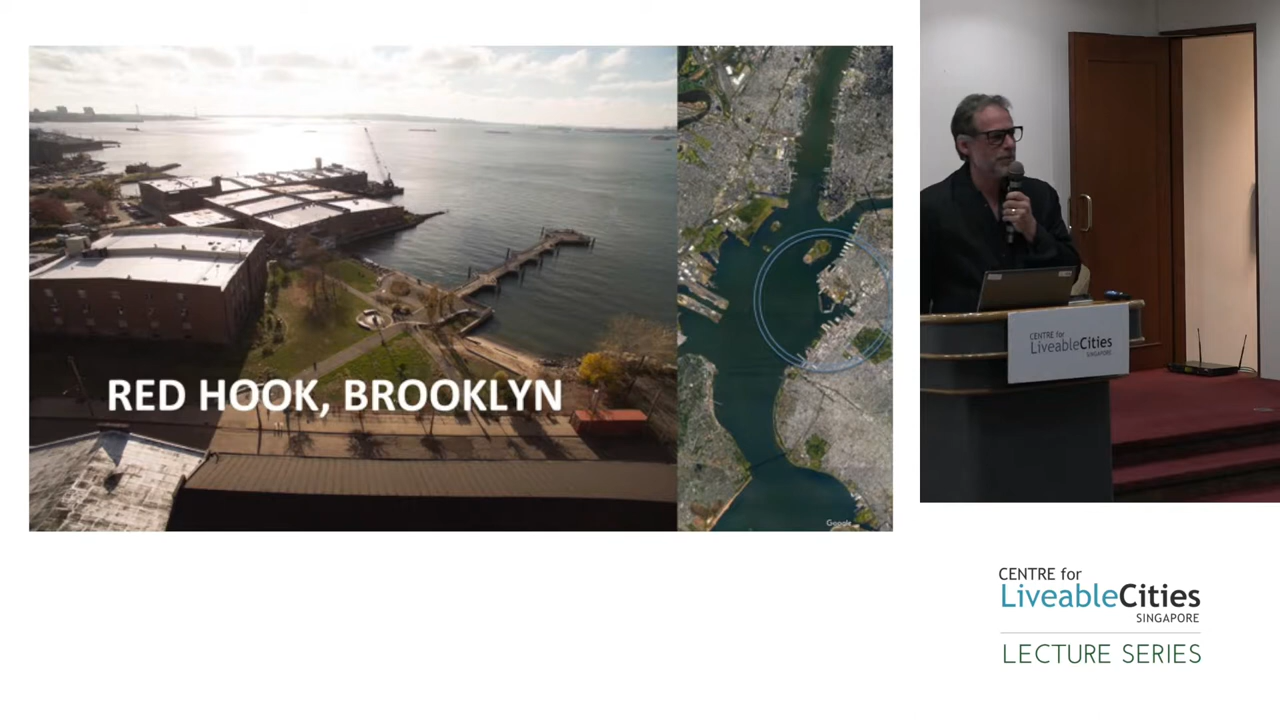 RED HOOK, BROOKLYN
Google
CENTRE for
LiveableCities
SINGAPORE
CENTRE for
LiveableCities
SINGAPORE
LECTURE SERIES